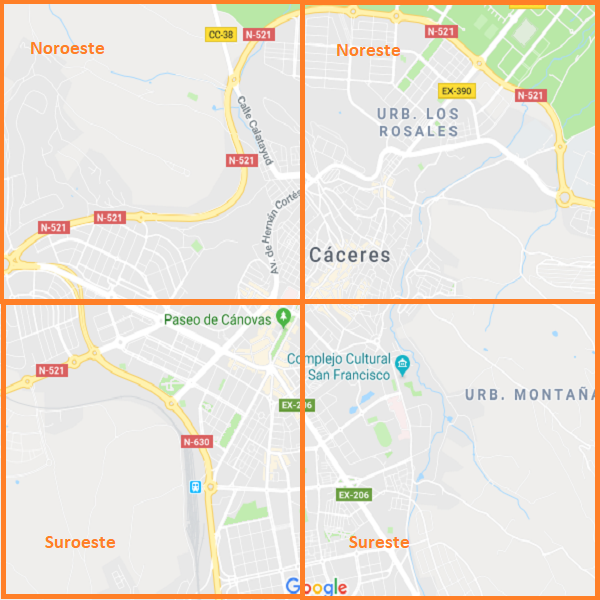 Noroeste
CC-38
N-521
Calle Calatayud
N-521
N-521
N-521
Av. de Hernán Cortés
Noreste
N-521
EX-390
N-521
URB. LOS
ROSALES
N-521
Cáceres
Paseo de Cánovas
N-521
EX-206
N-630
Suroeste
Complejo Cultural
San Francisco
URB. MONTAÑA
EX-206
Sureste
Google